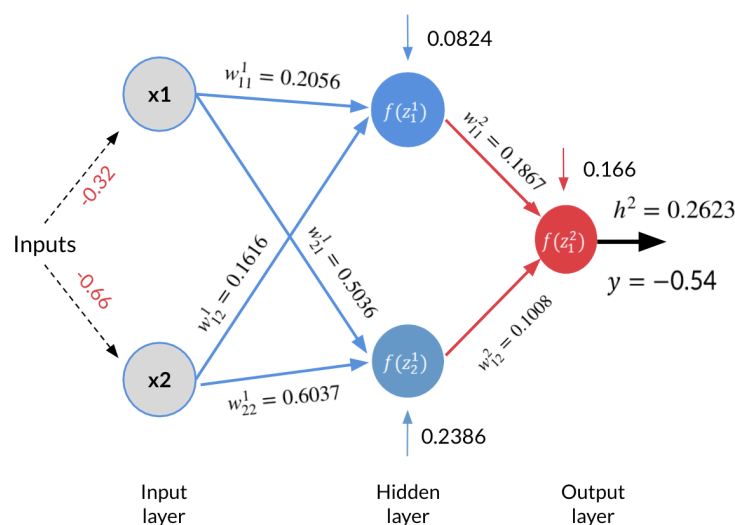 0.0824
x1
w¹₁₁ = 0.2056
f(z¹₁)
w²₁₁ = 0.1867
-0.32
0.166
h² = 0.2623
Inputs
w¹₂₁ = 0.5036
f(z²₁)
w¹₁₂ = 0.1616
y = −0.54
-0.66
w²₁₂ = 0.1008
x2
f(z¹₂)
w¹₂₂ = 0.6037
0.2386
Input
layer
Hidden
layer
Output
layer